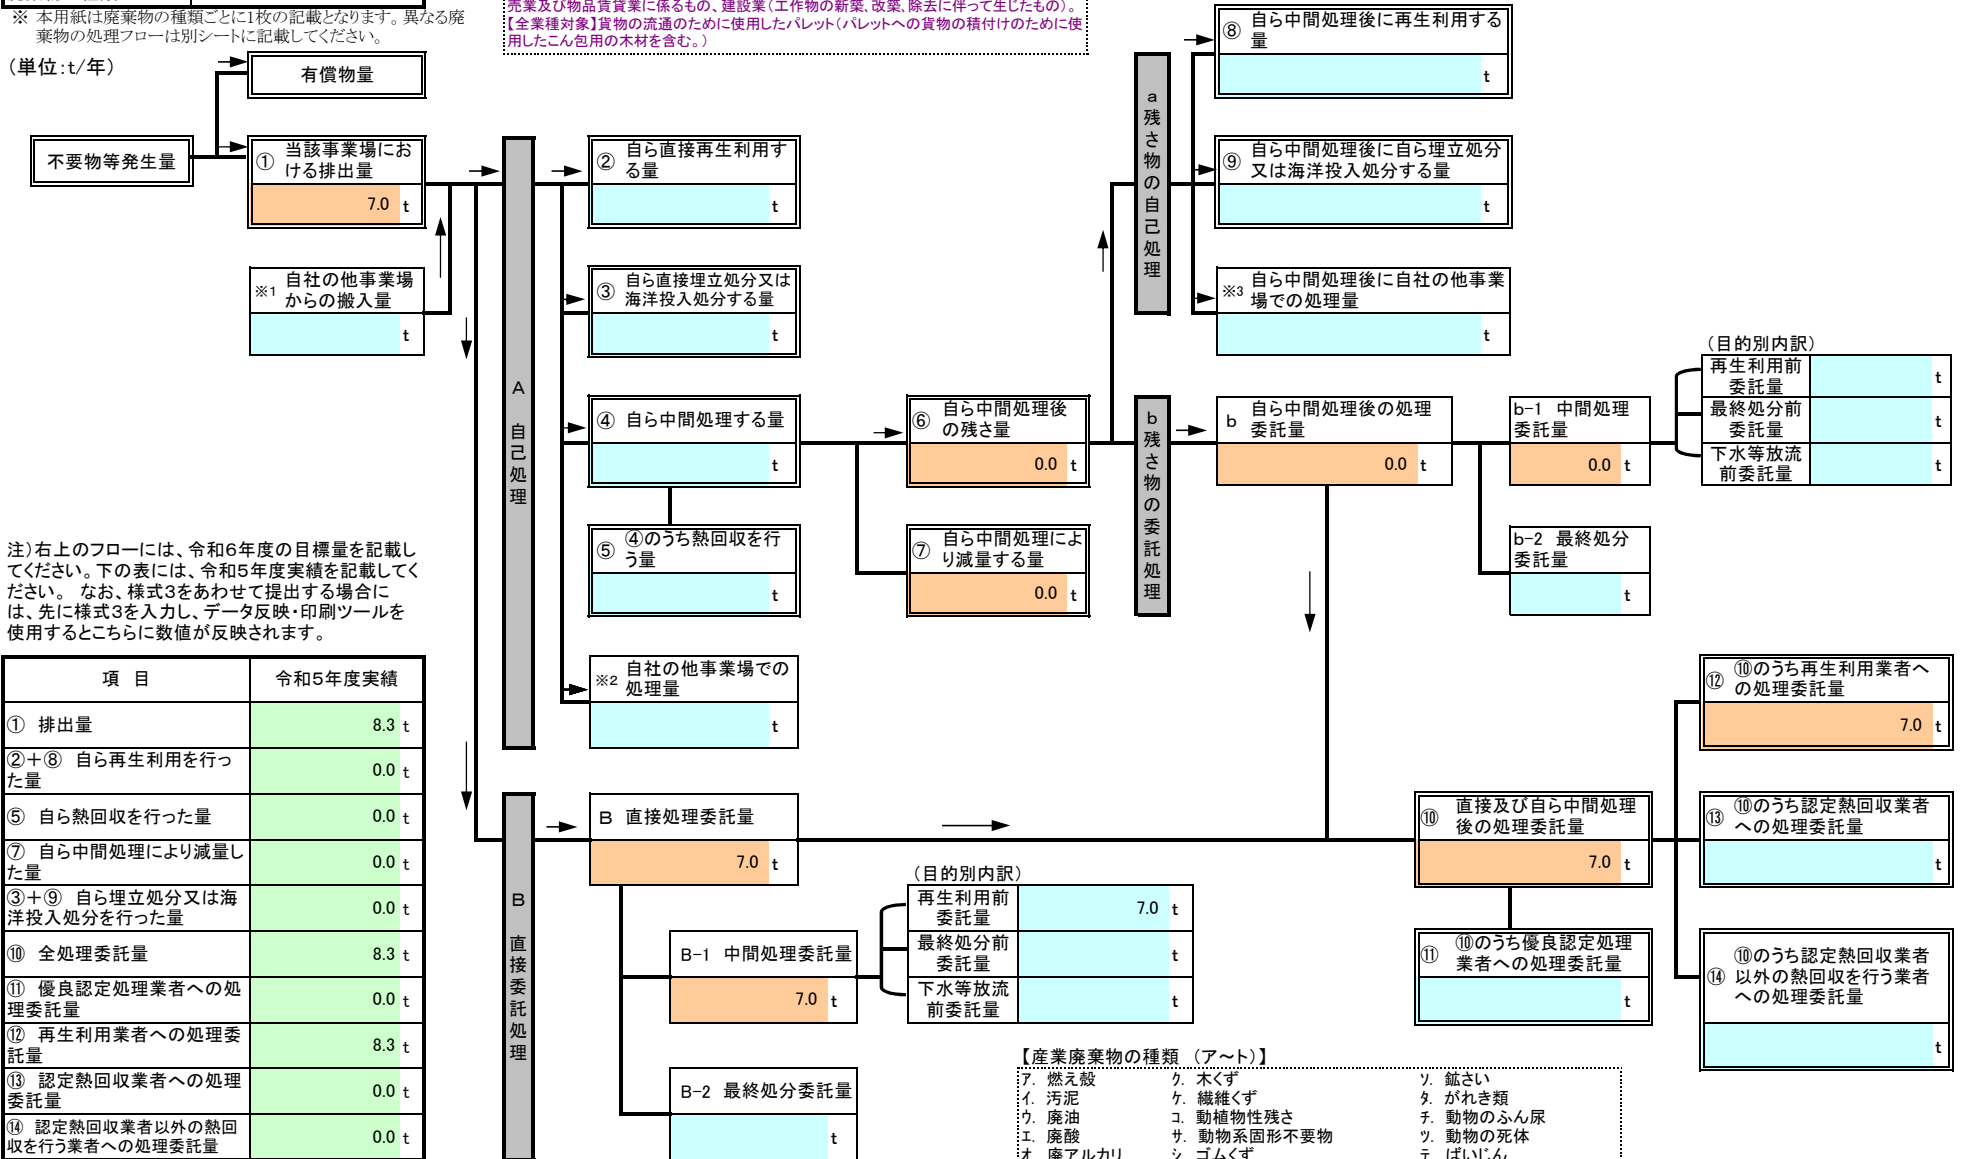 売業及び物品賃貸業に係るもの、建設業(工作物の新築、改築、除去に伴って生じたもの)。
【全業種対象】貨物の流通のために使用したパレット(パレットへの貨物の積付けのために使
用したこん包用の木材を含む。)
※ 本用紙は廃棄物の種類ごとに1枚の記載となります。異なる廃
棄物の処理フローは別シートに記載してください。
(単位:t/年)
有償物量
不要物等発生量
① 当該事業場にお
ける排出量
7.0 t
※1 自社の他事業場
からの搬入量
t
A 自己処理
② 自ら直接再生利用す
る量
t
③ 自ら直接埋立処分又は
海洋投入処分する量
t
④ 自ら中間処理する量
t
⑤ ④のうち熱回収を行
う量
t
※2 自社の他事業場での
処理量
t
⑥ 自ら中間処理後
の残さ量
0.0 t
⑦ 自ら中間処理によ
り減量する量
0.0 t
a 残さ物の自己処理
⑧ 自ら中間処理後に再生利用する
量
t
⑨ 自ら中間処理後に自ら埋立処分
又は海洋投入処分する量
t
※3 自ら中間処理後に自社の他事業
場での処理量
t
b 残さ物の委託処理
b 自ら中間処理後の処理
委託量
0.0 t
b-1 中間処理
委託量
0.0 t
b-2 最終処分
委託量
t
(目的別内訳)
再生利用前
委託量
t
最終処分前
委託量
t
下水等放流
前委託量
t
注)右上のフローには、令和6年度の目標量を記載し
てください。下の表には、令和5年度実績を記載してく
ださい。 なお、様式3をあわせて提出する場合に
は、先に様式3を入力し、データ反映・印刷ツールを
使用するとこちらに数値が反映されます。
項 目 令和5年度実績
① 排出量 8.3 t
②+⑧ 自ら再生利用を行っ
た量 0.0 t
⑤ 自ら熱回収を行った量 0.0 t
⑦ 自ら中間処理により減量し
た量 0.0 t
③+⑨ 自ら埋立処分又は海
洋投入処分を行った量 0.0 t
⑩ 全処理委託量 8.3 t
⑪ 優良認定処理業者への処
理委託量 0.0 t
⑫ 再生利用業者への処理委
託量 8.3 t
⑬ 認定熱回収業者への処理
委託量 0.0 t
⑭ 認定熱回収業者以外の熱回
収を行う業者への処理委託量 0.0 t
B 直接委託処理
B 直接処理委託量
7.0 t
B-1 中間処理委託量
7.0 t
B-2 最終処分委託量
t
(目的別内訳)
再生利用前
委託量
7.0 t
最終処分前
委託量
t
下水等放流
前委託量
t
⑩ 直接及び自ら中間処理
後の処理委託量
7.0 t
⑪ ⑩のうち優良認定処理
業者への処理委託量
t
⑫ ⑩のうち再生利用業者へ
の処理委託量
7.0 t
⑬ ⑩のうち認定熱回収業者
への処理委託量
t
⑭ ⑩のうち認定熱回収業者
以外の熱回収を行う業者
への処理委託量
t
【産業廃棄物の種類 (ア~ト)】
ア. 燃え殻 ク. 木くず ソ. 鉱さい
イ. 汚泥 ケ. 繊維くず タ. がれき類
ウ. 廃油 コ. 動植物性残さ チ. 動物のふん尿
エ. 廃酸 サ. 動物系固形不要物 ツ. 動物の死体
オ. 廃アルカリ シ. ゴムくず テ. ばいじん